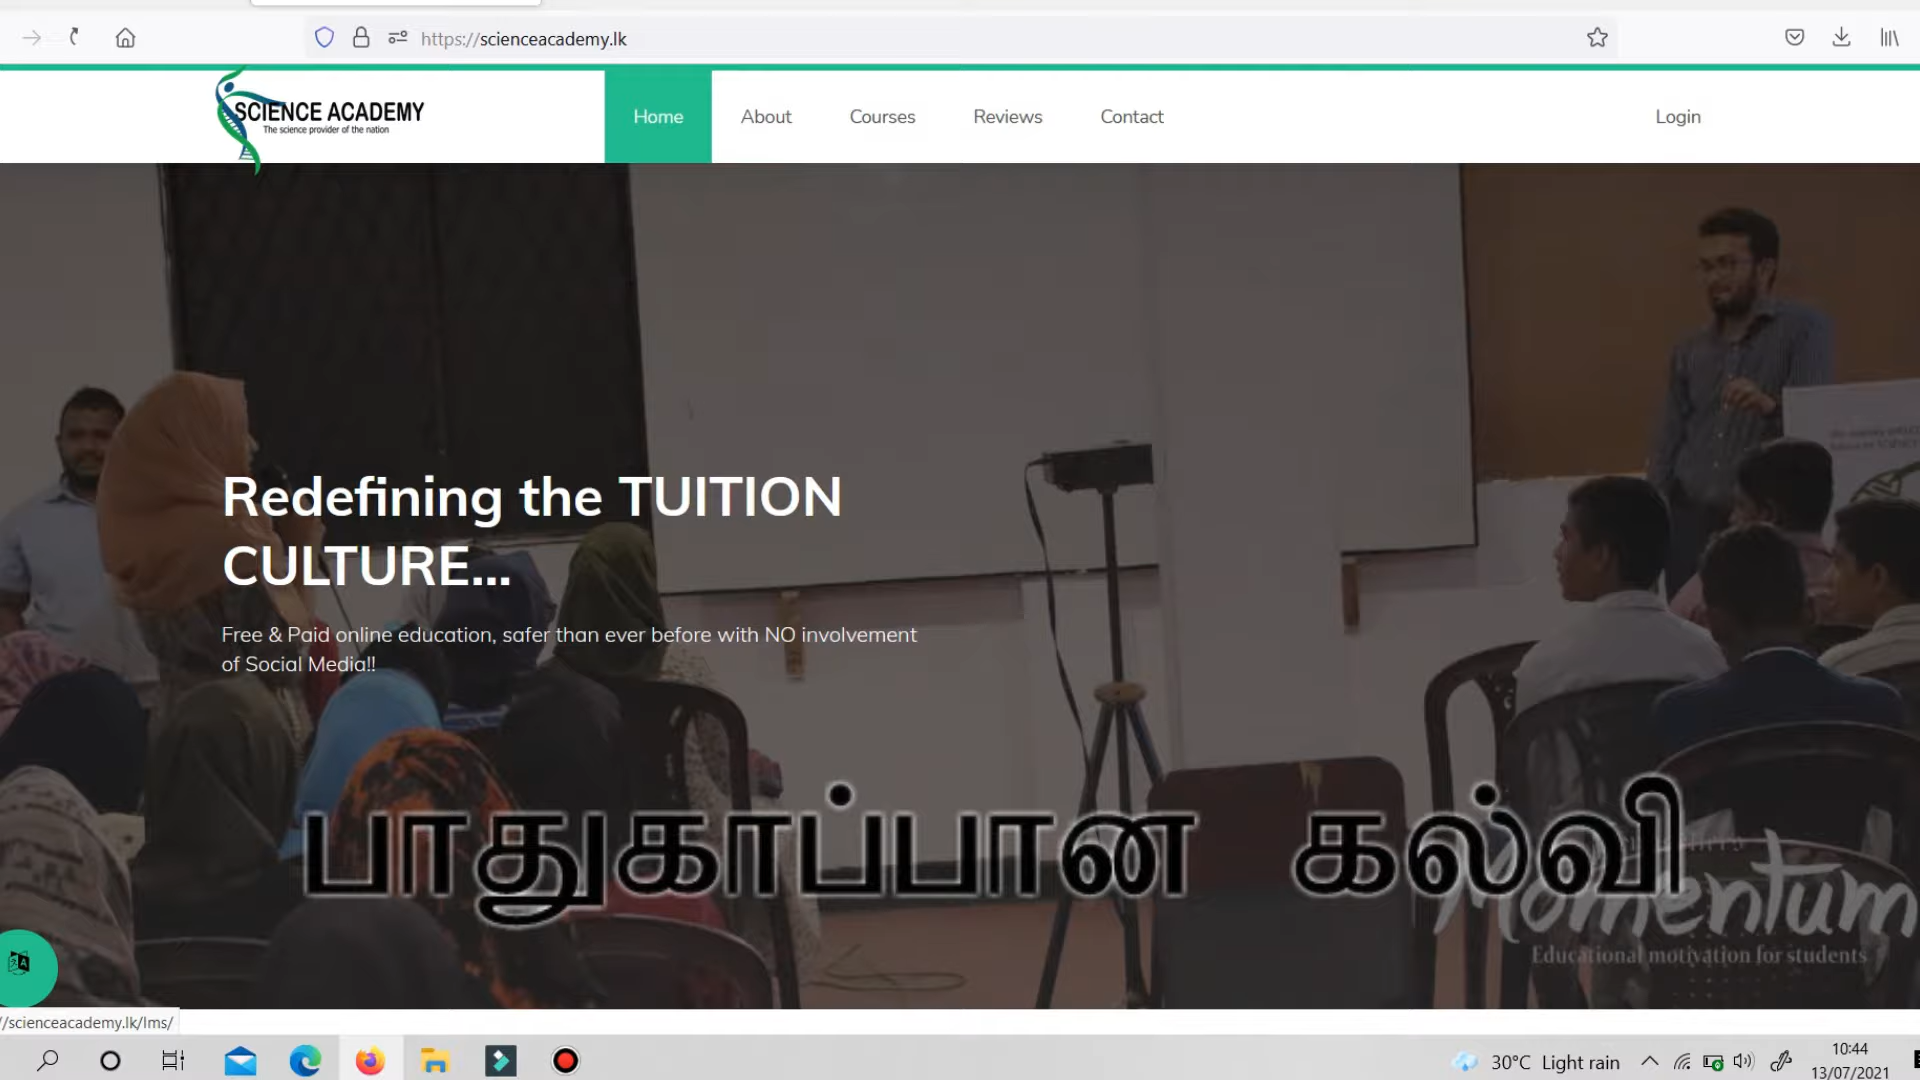 https://scienceacademy.lk
SCIENCE ACADEMY
The science provider of the nation
Home
About
Courses
Reviews
Contact
Login
Redefining the TUITION
CULTURE...
Free & Paid online education, safer than ever before with NO involvement
of Social Media!!
பாதுகாப்பான கல்வி
Momentum
Educational motivation for students
//scienceacademy.lk/lms/
30°C Light rain
10:44
13/07/2021